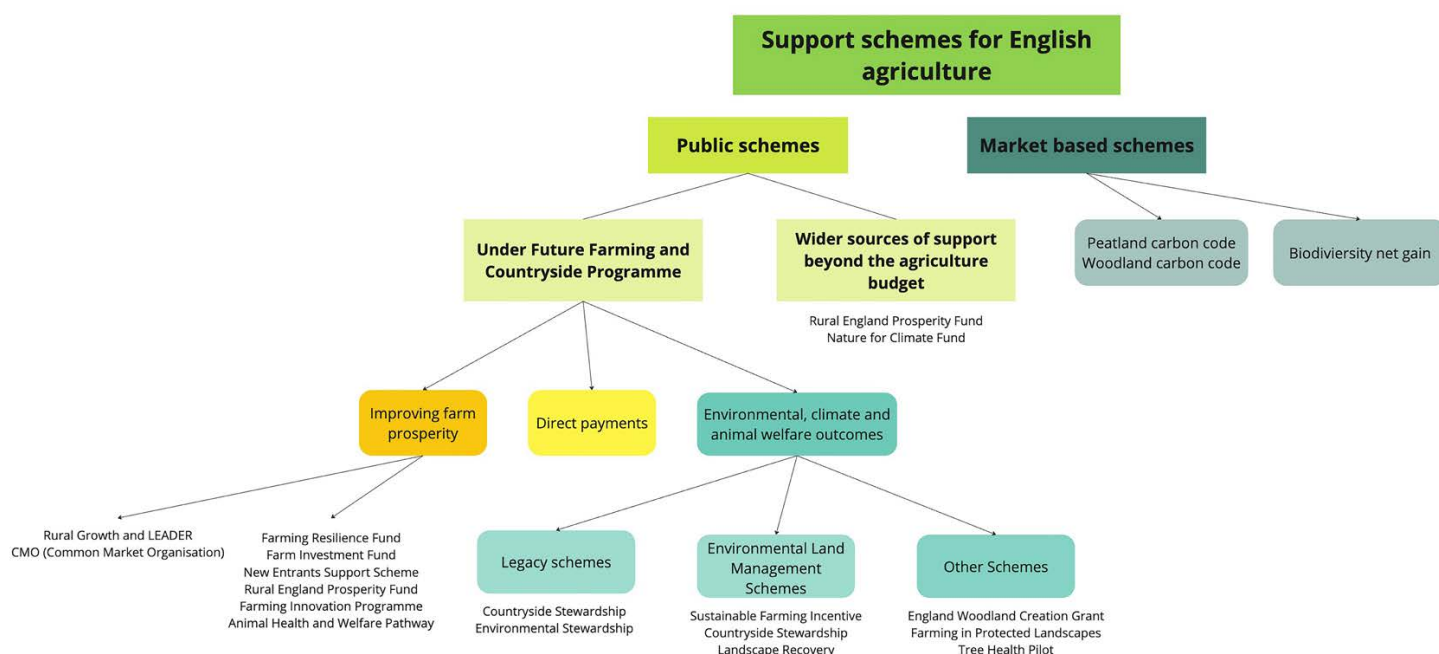 Support schemes for English
agriculture
Public schemes
Market based schemes
Under Future Farming and
Countryside Programme
Wider sources of support
beyond the agriculture
budget
Rural England Prosperity Fund
Nature for Climate Fund
Peatland carbon code
Woodland carbon code
Biodiviersity net gain
Improving farm
prosperity
Direct payments
Environmental, climate and
animal welfare outcomes
Rural Growth and LEADER
CMO (Common Market Organisation)
Farming Resilience Fund
Farm Investment Fund
New Entrants Support Scheme
Rural England Prosperity Fund
Farming Innovation Programme
Animal Health and Welfare Pathway
Legacy schemes
Countryside Stewardship
Environmental Stewardship
Environmental Land
Management
Schemes
Sustainable Farming Incentive
Countryside Stewardship
Landscape Recovery
Other Schemes
England Woodland Creation Grant
Farming in Protected Landscapes
Tree Health Pilot